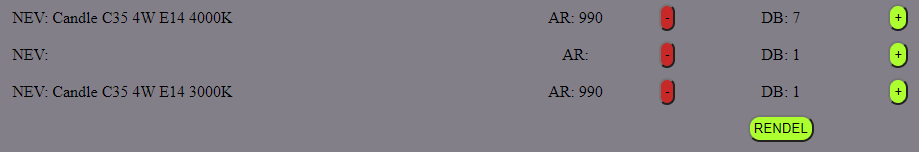 NEV: Candle C35 4W E14 4000K AR: 990 - DB: 7 +
NEV: AR: - DB: 1 +
NEV: Candle C35 4W E14 3000K AR: 990 - DB: 1 +
RENDEL